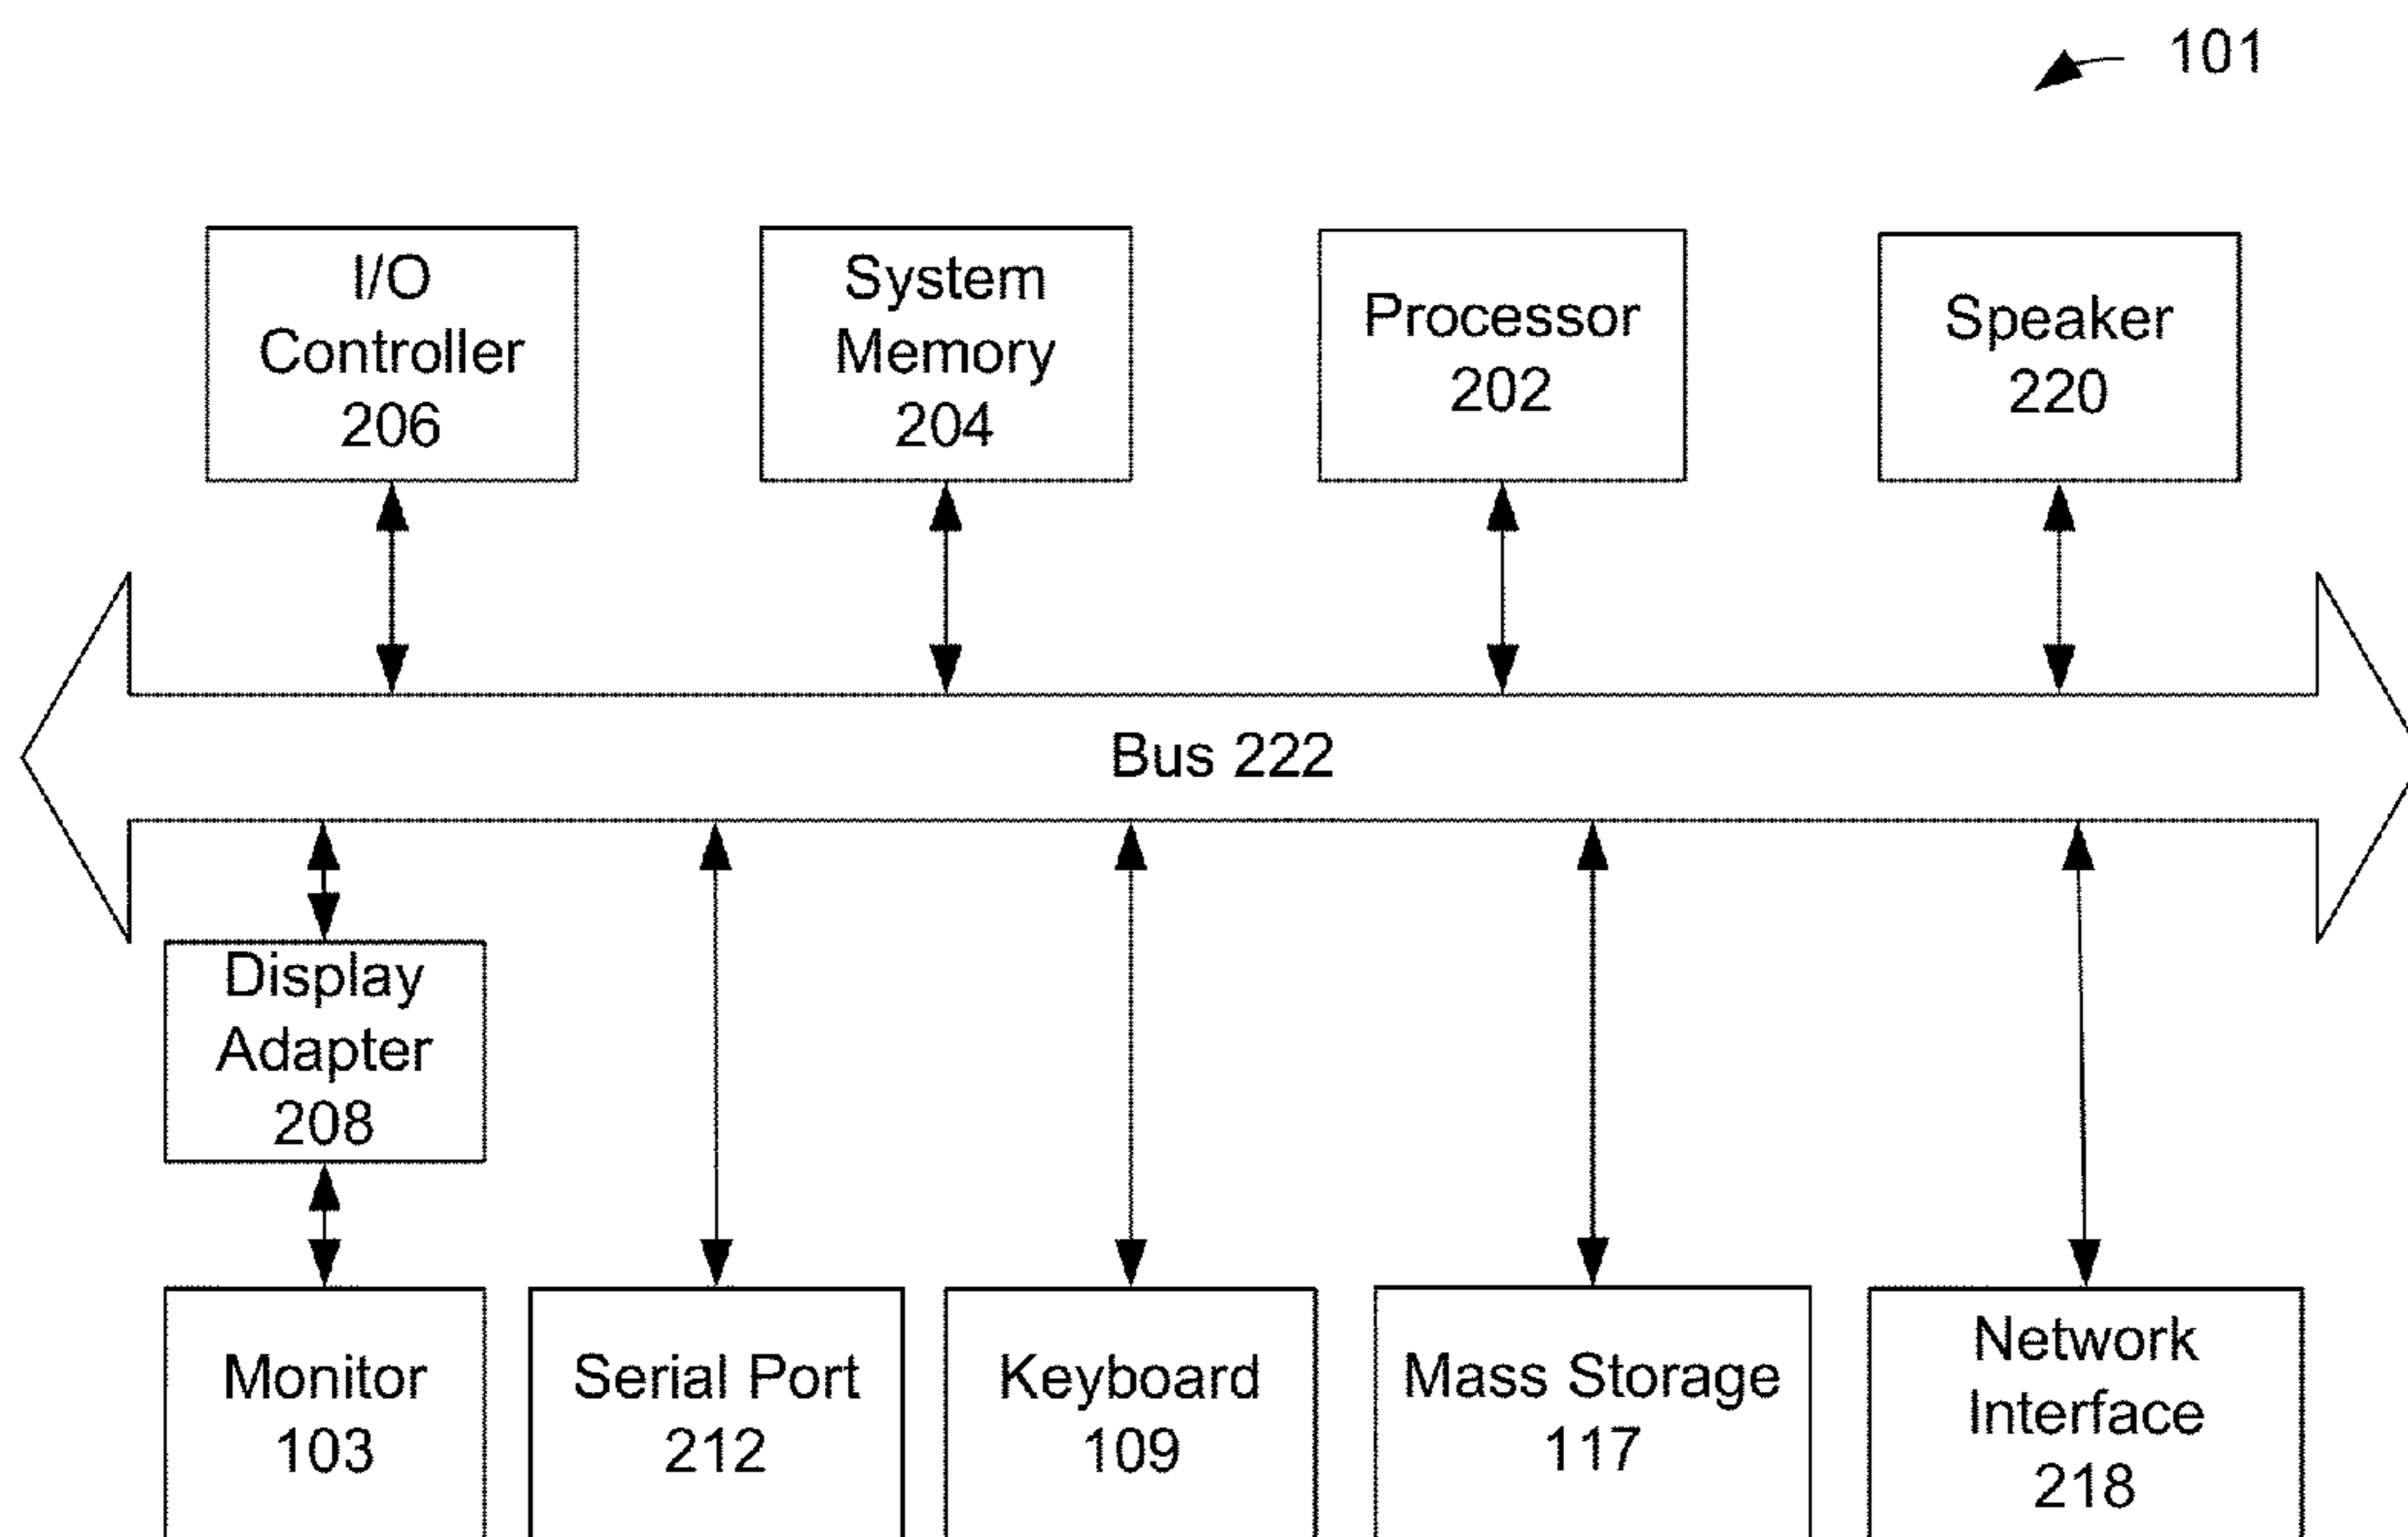 101
I/O
Controller
206
System
Memory
204
Processor
202
Speaker
220
Bus 222
Display
Adapter
208
Monitor
103
Serial Port
212
Keyboard
109
Mass Storage
117
Network
Interface
218